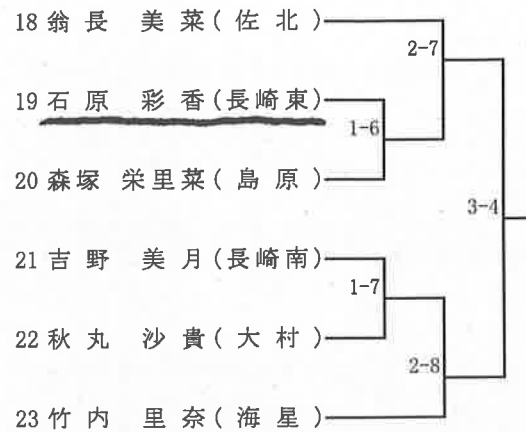 18 翁長 美菜(佐北)
2-7
19 石原 彩香(長崎東)
1-6
20 森塚 栄里菜(島原)
3-4
21 吉野 美月(長崎南)
1-7
22 秋丸 沙貴(大村)
2-8
23 竹内 里奈(海星)